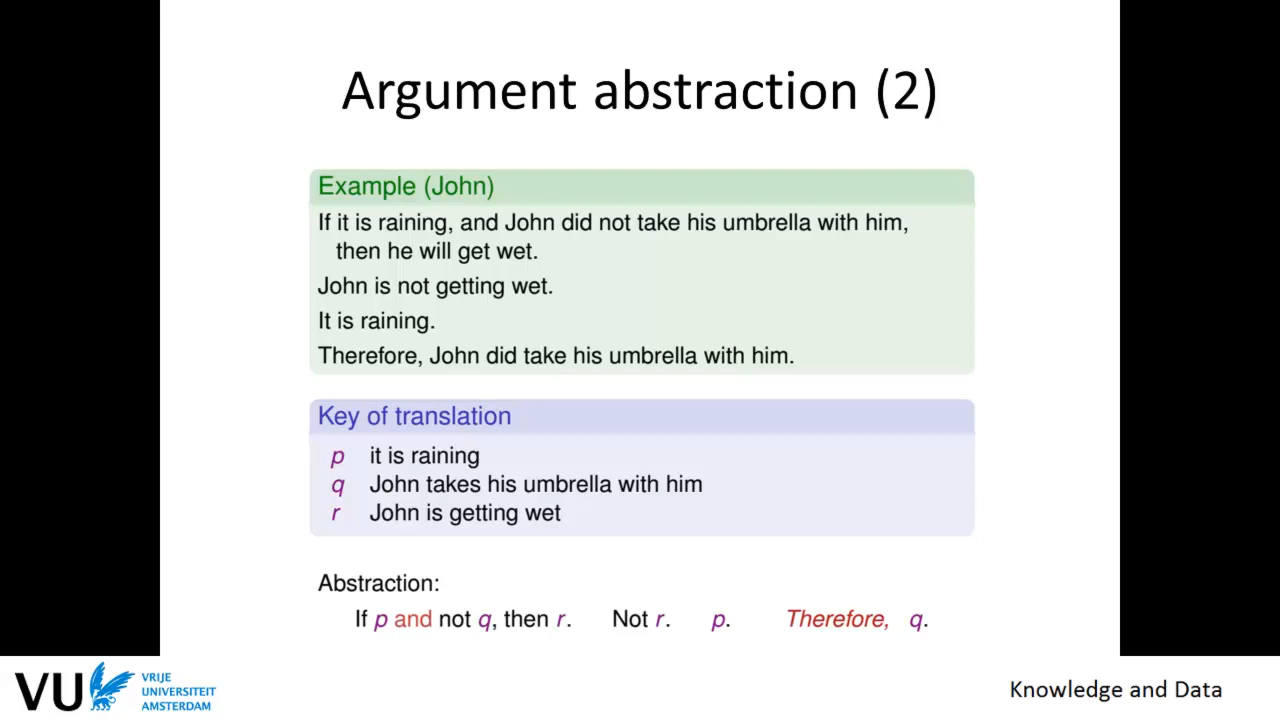 Argument abstraction (2)
Example (John)
If it is raining, and John did not take his umbrella with him,
then he will get wet.
John is not getting wet.
It is raining.
Therefore, John did take his umbrella with him.
Key of translation
p it is raining
q John takes his umbrella with him
r John is getting wet
Abstraction:
If p and not q, then r. Not r. p. Therefore, q.
VU VRIJE
UNIVERSITEIT
AMSTERDAM
Knowledge and Data